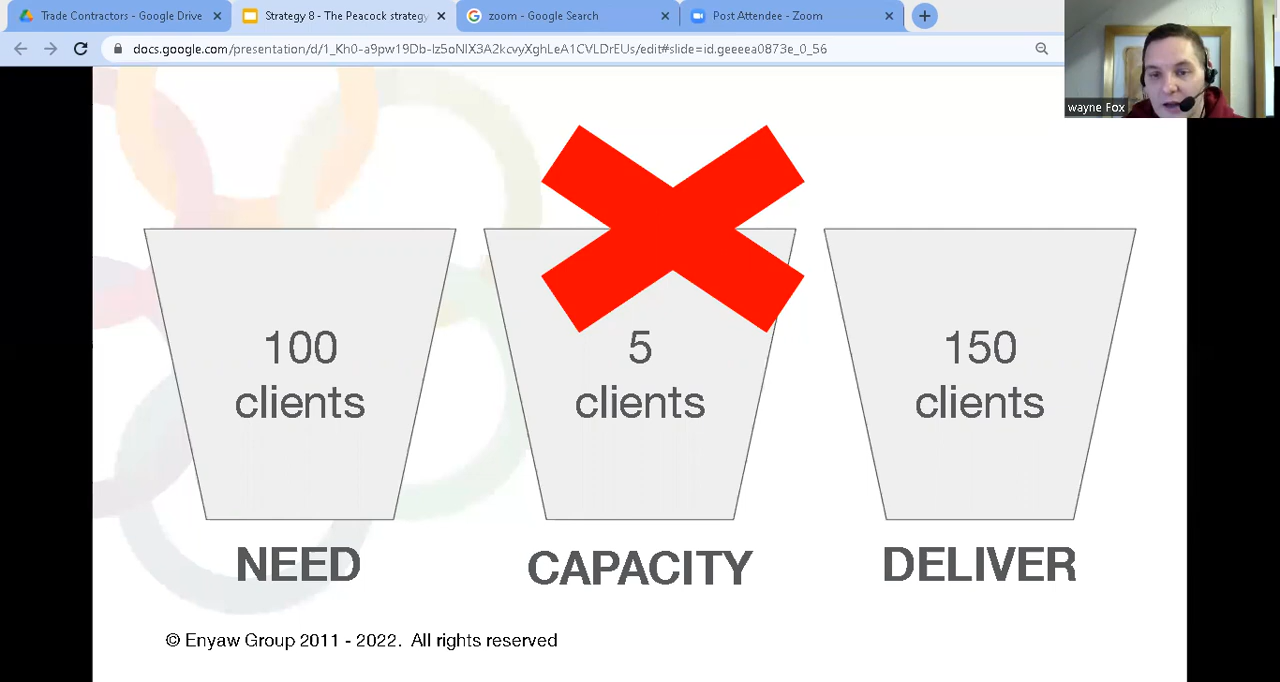 Trade Contractors - Google Drive
Strategy 8 - The Peacock strategy
zoom - Google Search
Post Attendee - Zoom
docs.google.com/presentation/d/1_Kh0-a9pw19Db-Iz5oNIX3A2kcvyXghLeA1CVLDrEUs/edit#slide=id.geeeea0873e_0_56
wayne Fox
100
clients
5
clients
150
clients
NEED
CAPACITY
DELIVER
© Enyaw Group 2011 - 2022.  All rights reserved